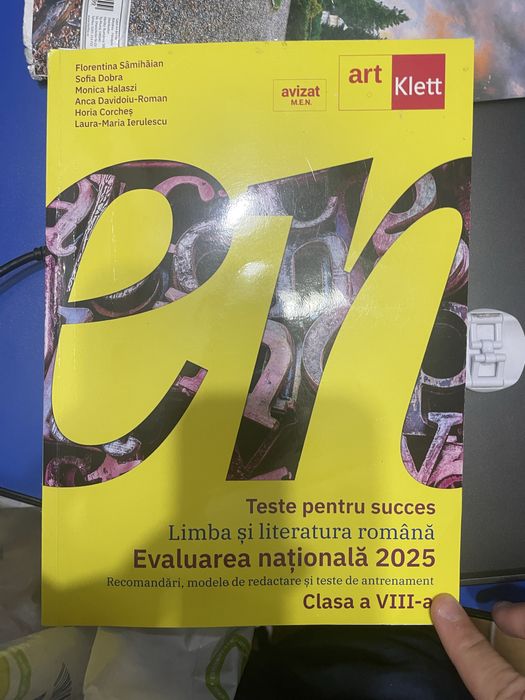 Florentina Sâmihăian
Sofia Dobra
Monica Halaszi
Anca Davidoiu-Roman
Horia Corcheș
Laura-Maria Ierulescu
avizat
M.E.N.
art
Klett
en
Teste pentru succes
Limba și literatura română
Evaluarea națională 2025
Recomandări, modele de redactare și teste de antrenament
Clasa a VIII-a